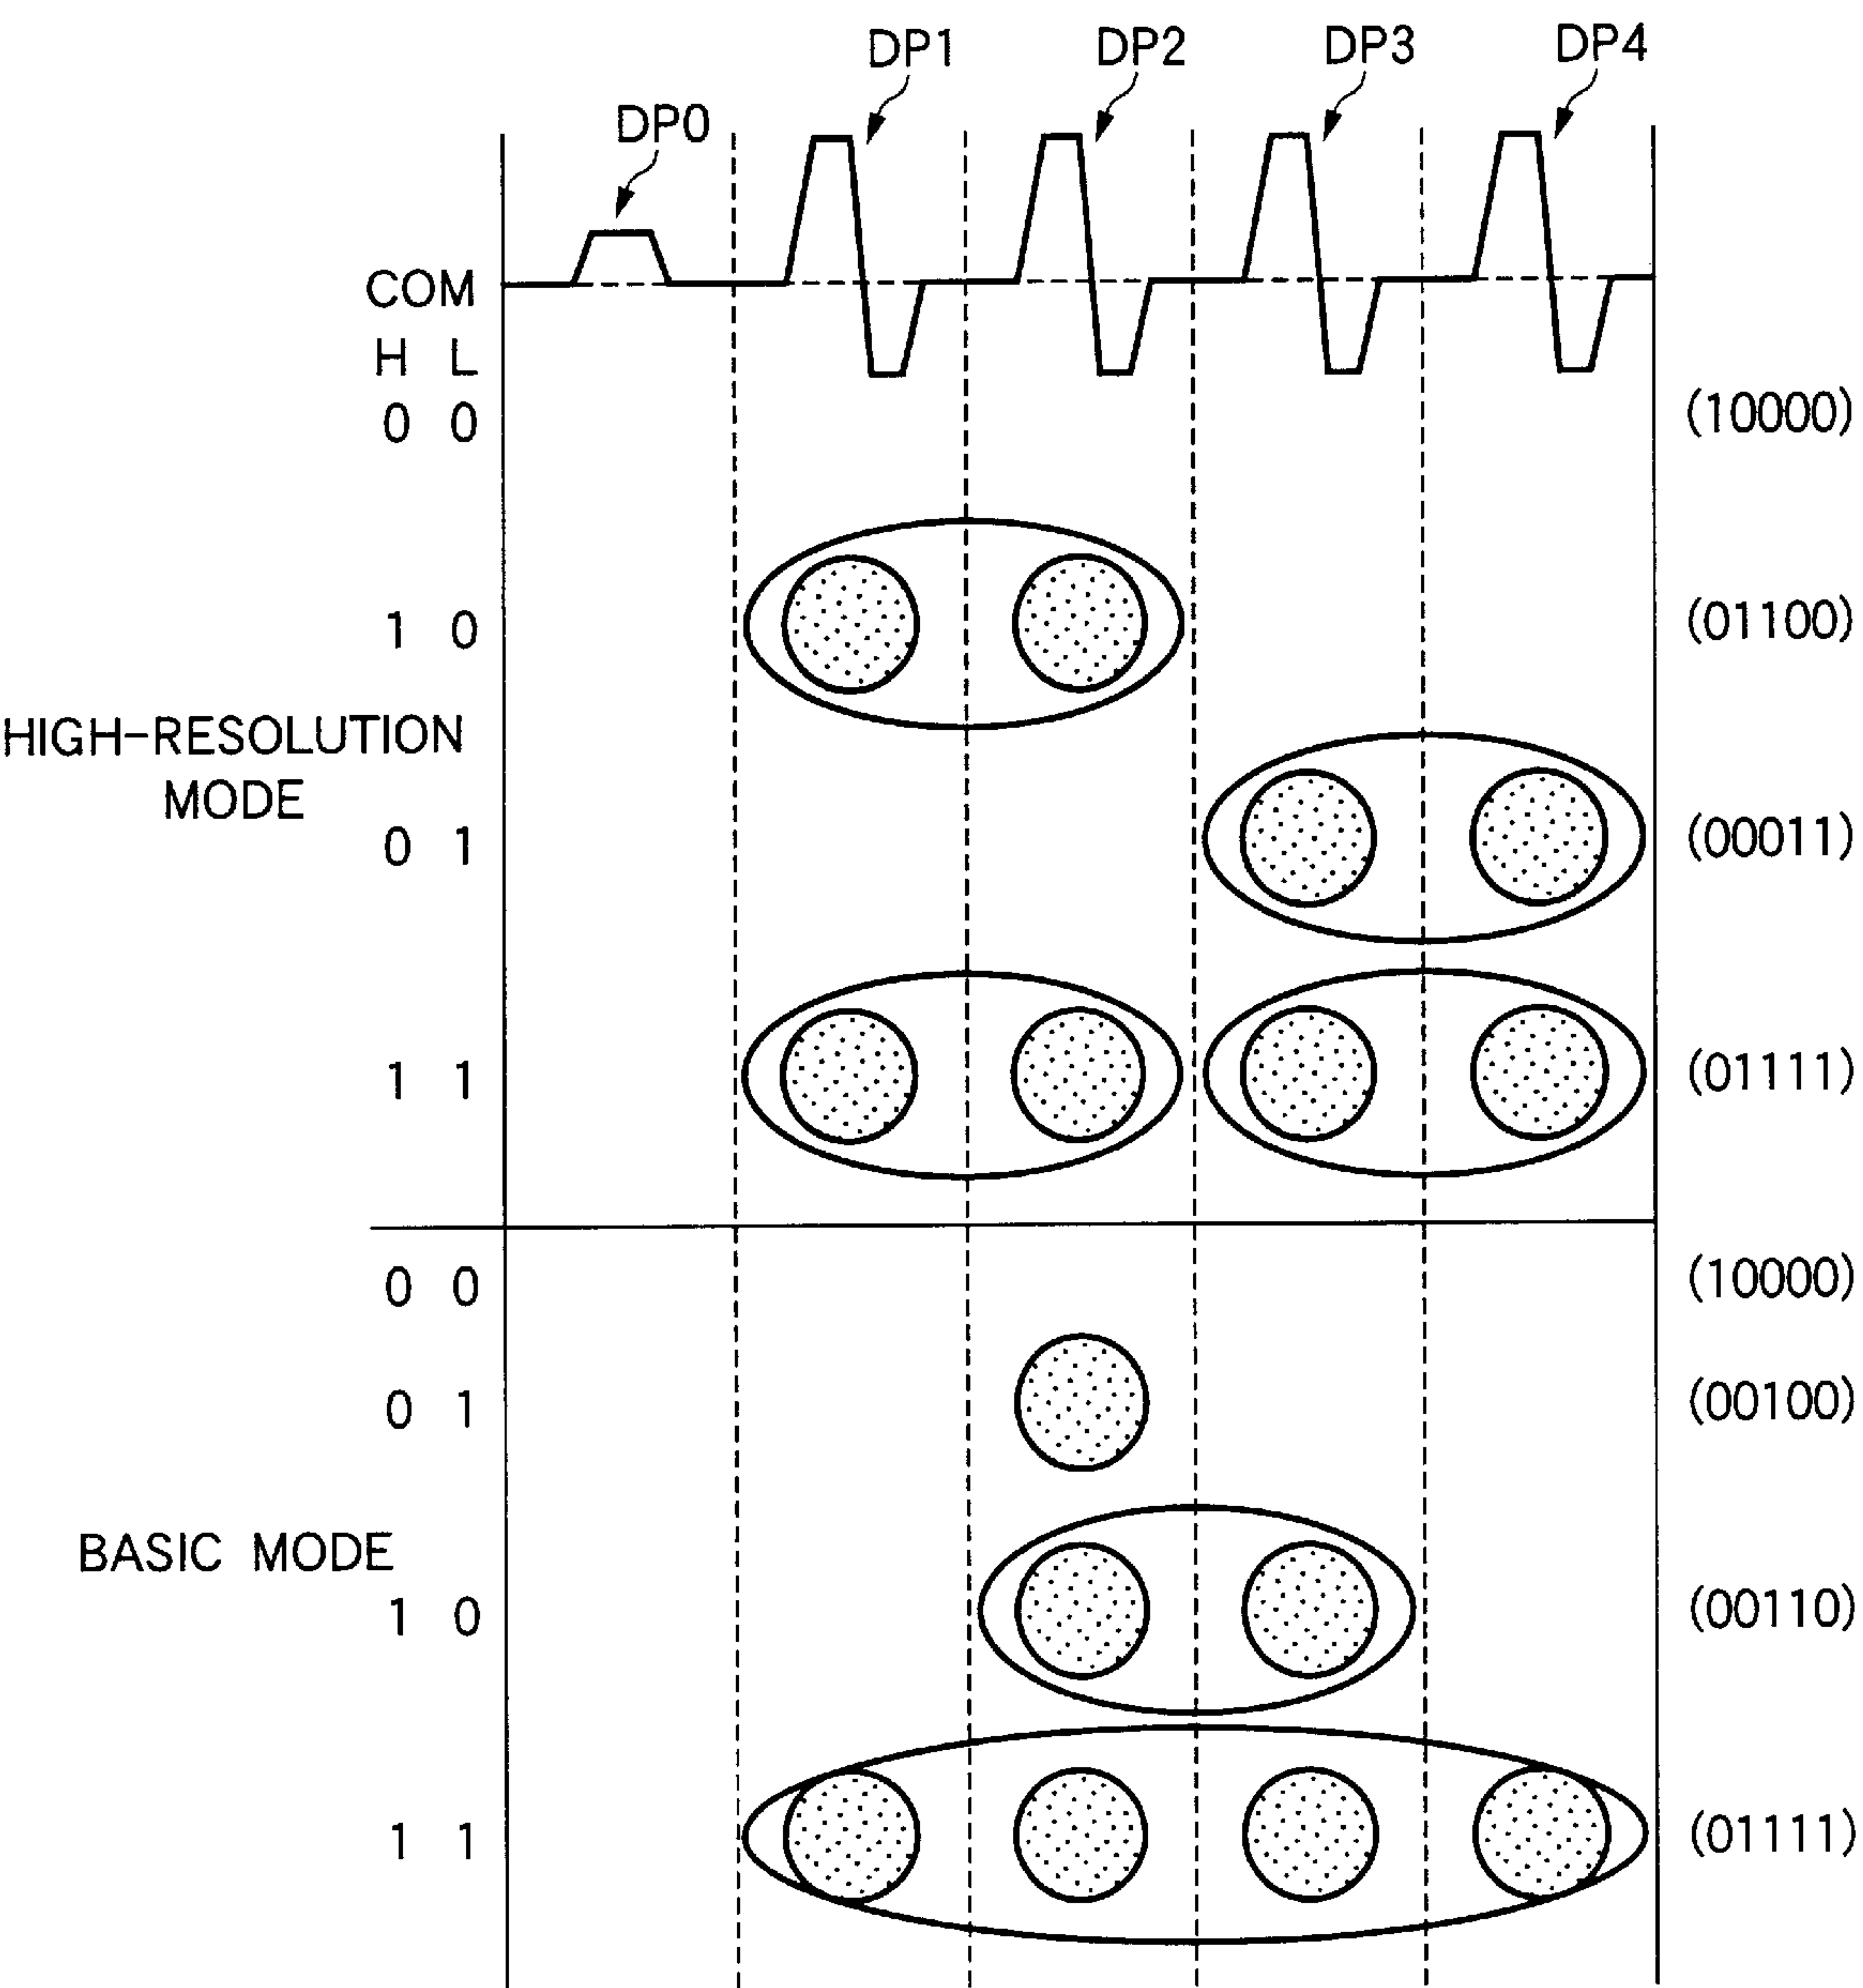 DP1 DP2 DP3 DP4
DP0
COM
H L
0 0 (10000)
1 0 (01100)
HIGH-RESOLUTION
MODE
0 1 (00011)
1 1 (01111)
0 0 (10000)
0 1 (00100)
BASIC MODE
1 0 (00110)
1 1 (01111)